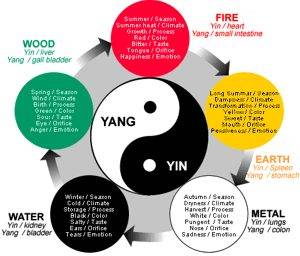 FIRE
Yin / heart
Yang / small intestine
Summer / Season
Summer heat / Climate
Growth / Process
Red / Color
Bitter / Taste
Tongue / Orifice
Happiness / Emotion
WOOD
Yin / liver
Yang / gall bladder
Spring / Season
Wind / Climate
Birth / Process
Green / Color
Sour / Taste
Eye / Orifice
Anger / Emotion
Long Summer / Season
Dampness / Climate
Transformation / Process
Yellow / Color
Sweet / Taste
Mouth / Orifice
Pensiveness / Emotion
YANG
YIN
EARTH
Yin / Spleen
Yang / stomach
WATER
Yin / kidney
Yang / bladder
Winter / Season
Cold / Climate
Storage / Process
Black / Color
Salty / Taste
Ears / Orifice
/ Emotion
Autumn / Season
Dryness / Climate
Harvest / Process
White / Color
Pungent / Taste
Nose / Orifice
Sadness / Emotion
METAL
Yin / lungs
Yang / colon